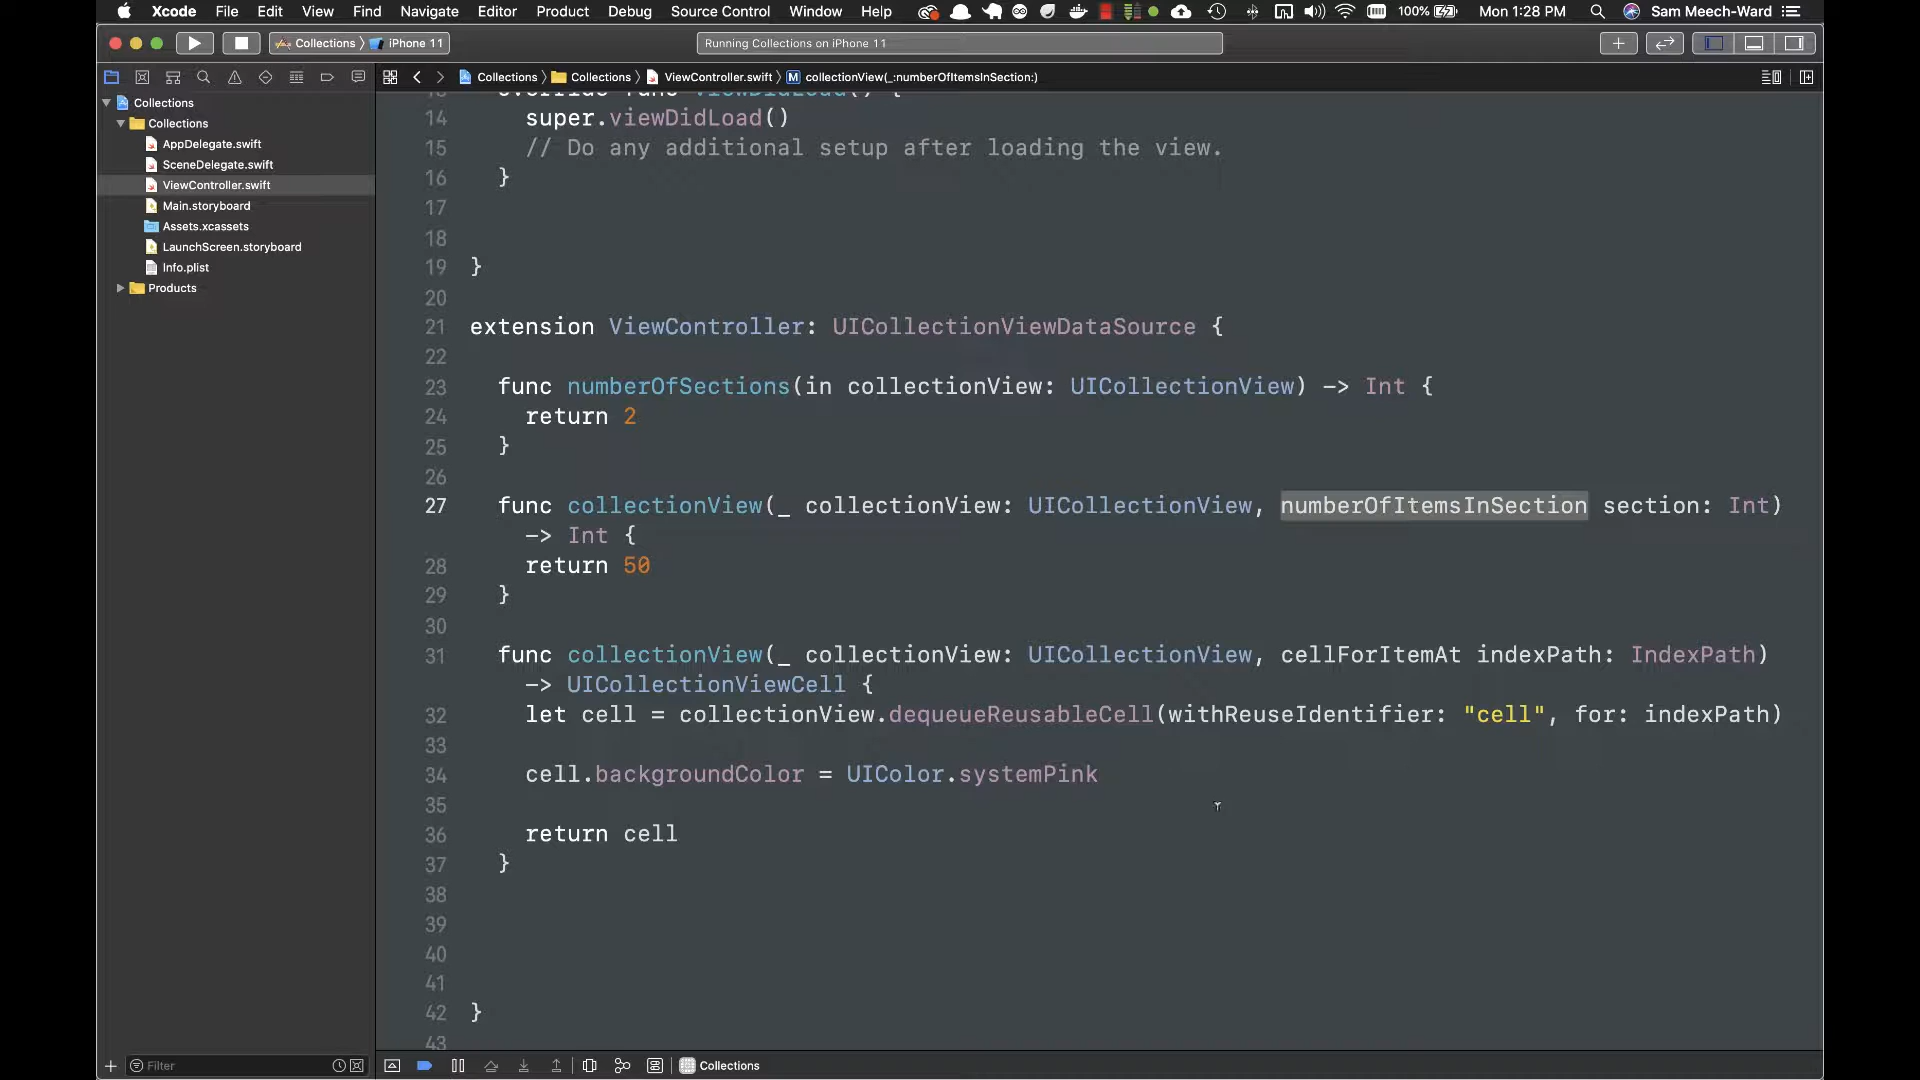 Xcode File Edit View Find Navigate Editor Product Debug Source Control Window Help 100% Mon 1:28 PM Sam Meech-Ward
Collections iPhone 11 Running Collections on iPhone 11
Collections Collections ViewController.swift M collectionView(_:numberOfItemsInSection:)
Collections
Collections
AppDelegate.swift
SceneDelegate.swift
ViewController.swift
Main.storyboard
Assets.xcassets
LaunchScreen.storyboard
Info.plist
Products
14 super.viewDidLoad()
15 // Do any additional setup after loading the view.
16 }
17
18
19 }
20
21 extension ViewController: UICollectionViewDataSource {
22
23 func numberOfSections(in collectionView: UICollectionView) -> Int {
24 return 2
25 }
26
27 func collectionView(_ collectionView: UICollectionView, numberOfItemsInSection section: Int)
-> Int {
28 return 50
29 }
30
31 func collectionView(_ collectionView: UICollectionView, cellForItemAt indexPath: IndexPath)
-> UICollectionViewCell {
32 let cell = collectionView.dequeueReusableCell(withReuseIdentifier: "cell", for: indexPath)
33
34 cell.backgroundColor = UIColor.systemPink
35
36 return cell
37 }
38
39
40
41
42 }
43
Filter Collections